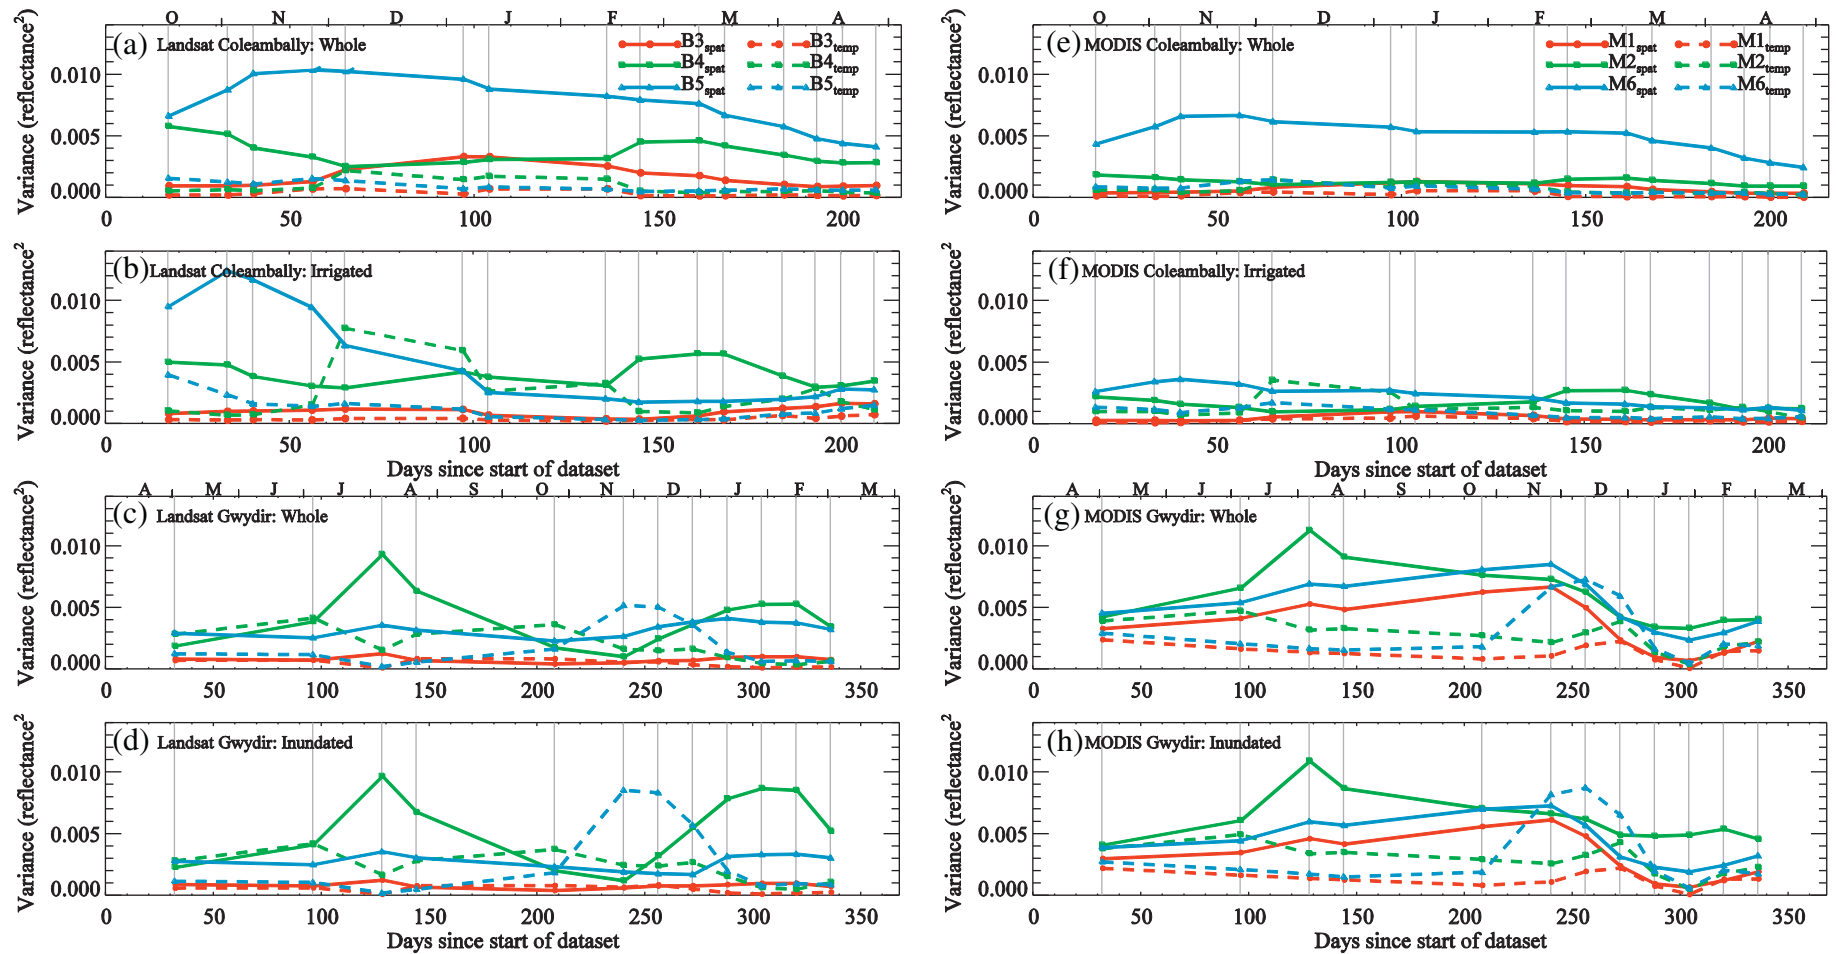 O N D J F M A
(a) Landsat Coleambally: Whole
B3spat B3temp
B4spat B4temp
B5spat B5temp
Variance (reflectance²)
0.010
0.005
0.000
0 50 100 150 200
(b) Landsat Coleambally: Irrigated
Variance (reflectance²)
0.010
0.005
0.000
0 50 100 150 200
Days since start of dataset
A M J J A S O N D J F M
(c) Landsat Gwydir: Whole
Variance (reflectance²)
0.010
0.005
0.000
0 50 100 150 200 250 300 350
(d) Landsat Gwydir: Inundated
Variance (reflectance²)
0.010
0.005
0.000
0 50 100 150 200 250 300 350
Days since start of dataset
O N D J F M A
(e) MODIS Coleambally: Whole
M1spat M1temp
M2spat M2temp
M6spat M6temp
Variance (reflectance²)
0.010
0.005
0.000
0 50 100 150 200
(f) MODIS Coleambally: Irrigated
Variance (reflectance²)
0.010
0.005
0.000
0 50 100 150 200
Days since start of dataset
A M J J A S O N D J F M
(g) MODIS Gwydir: Whole
Variance (reflectance²)
0.010
0.005
0.000
0 50 100 150 200 250 300 350
(h) MODIS Gwydir: Inundated
Variance (reflectance²)
0.010
0.005
0.000
0 50 100 150 200 250 300 350
Days since start of dataset